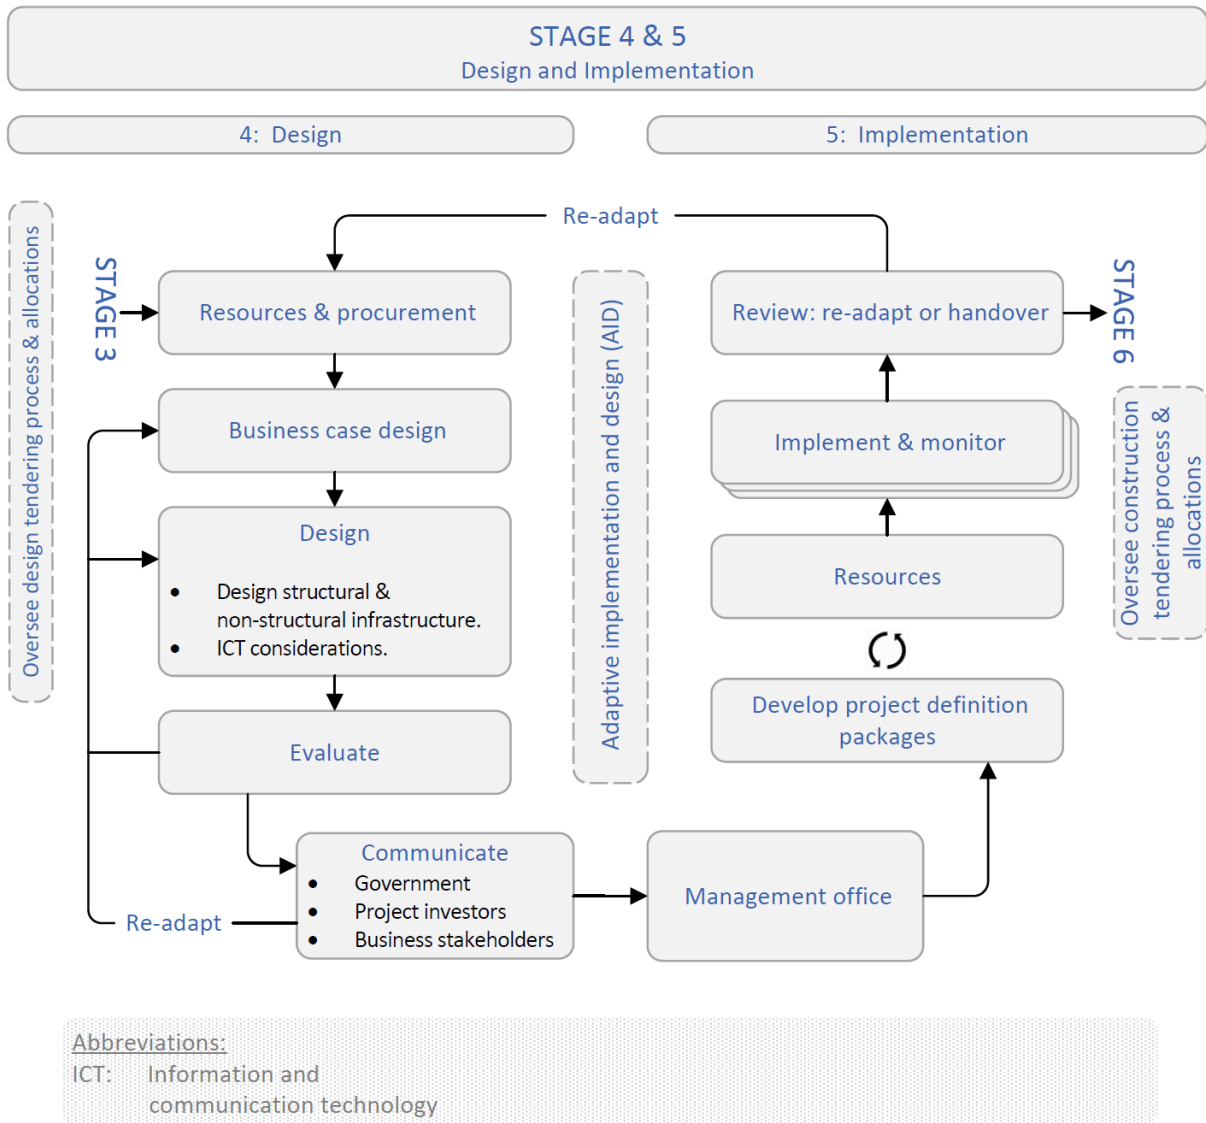 STAGE 4 & 5
Design and Implementation
4:  Design
5:  Implementation
Oversee design tendering process & allocations
STAGE 3
Re-adapt
Resources & procurement
Business case design
Design
• Design structural &
non-structural infrastructure.
• ICT considerations.
Evaluate
Communicate
• Government
• Project investors
• Business stakeholders
Re-adapt
Adaptive implementation and design (AID)
Management office
Develop project definition
packages
Resources
Implement & monitor
Review: re-adapt or handover
STAGE 6
Oversee construction
tendering process &
allocations
Abbreviations:
ICT: Information and
communication technology